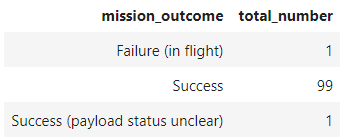 mission_outcome total_number
Failure (in flight) 1
Success 99
Success (payload status unclear) 1